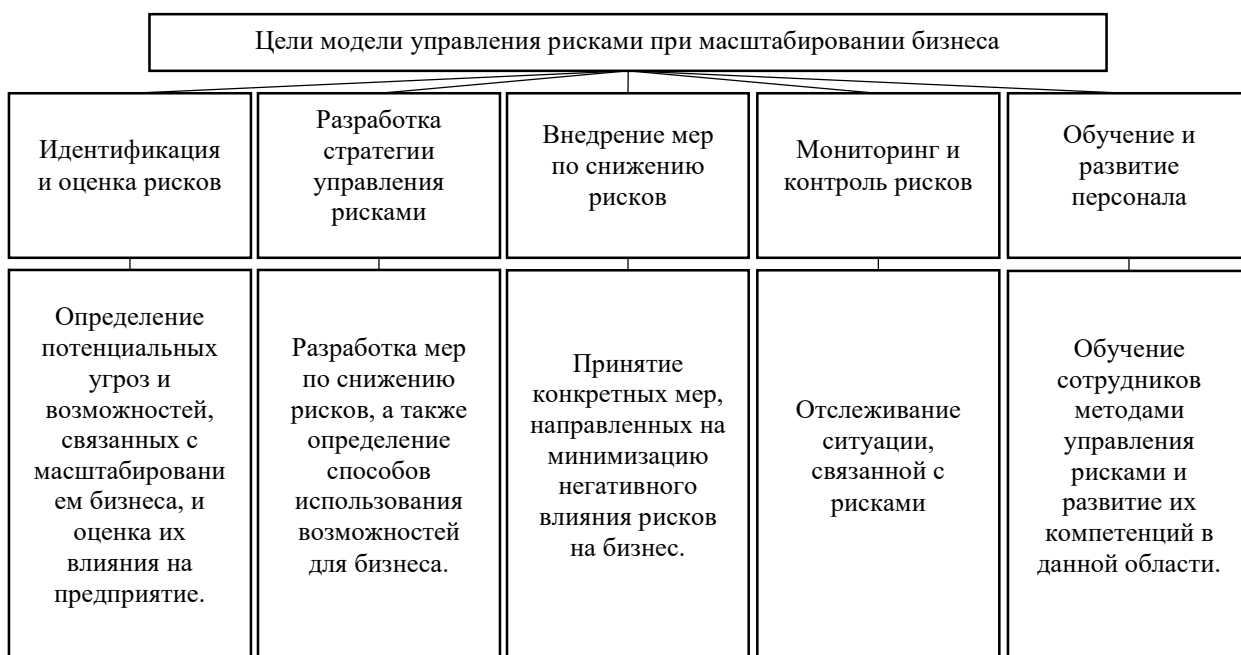 Цели модели управления рисками при масштабировании бизнеса
Идентификация
и оценка рисков
Разработка
стратегии
управления
рисками
Внедрение мер
по снижению
рисков
Мониторинг и
контроль рисков
Обучение и
развитие
персонала
Определение
потенциальных
угроз и
возможностей,
связанных с
масштабировани
ем бизнеса, и
оценка их
влияния на
предприятие.
Разработка мер
по снижению
рисков, а также
определение
способов
использования
возможностей
для бизнеса.
Принятие
конкретных мер,
направленных на
минимизацию
негативного
влияния рисков
на бизнес.
Отслеживание
ситуации,
связанной с
рисками
Обучение
сотрудников
методами
управления
рисками и
развитие их
компетенций в
данной области.